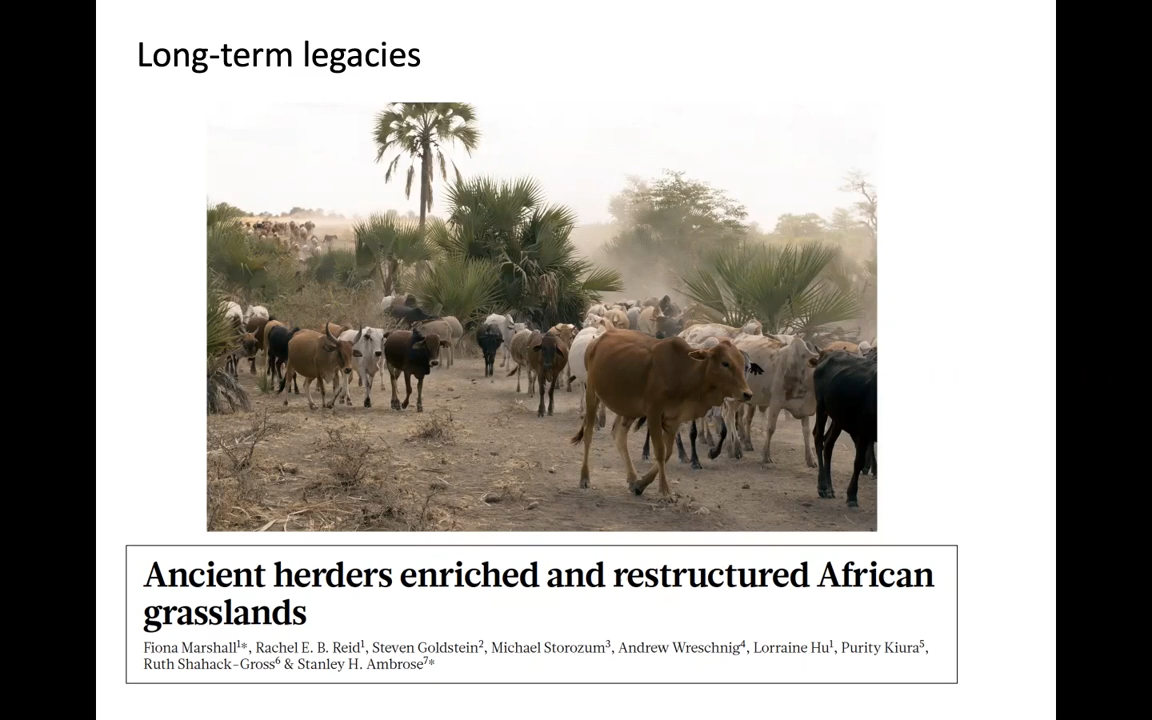 Long-term legacies
Ancient herders enriched and restructured African
grasslands
Fiona Marshall¹*, Rachel E. B. Reid¹, Steven Goldstein², Michael Storozum³, Andrew Wreschnig⁴, Lorraine Hu¹, Purity Kiura⁵,
Ruth Shahack-Gross⁶ & Stanley H. Ambrose⁷*